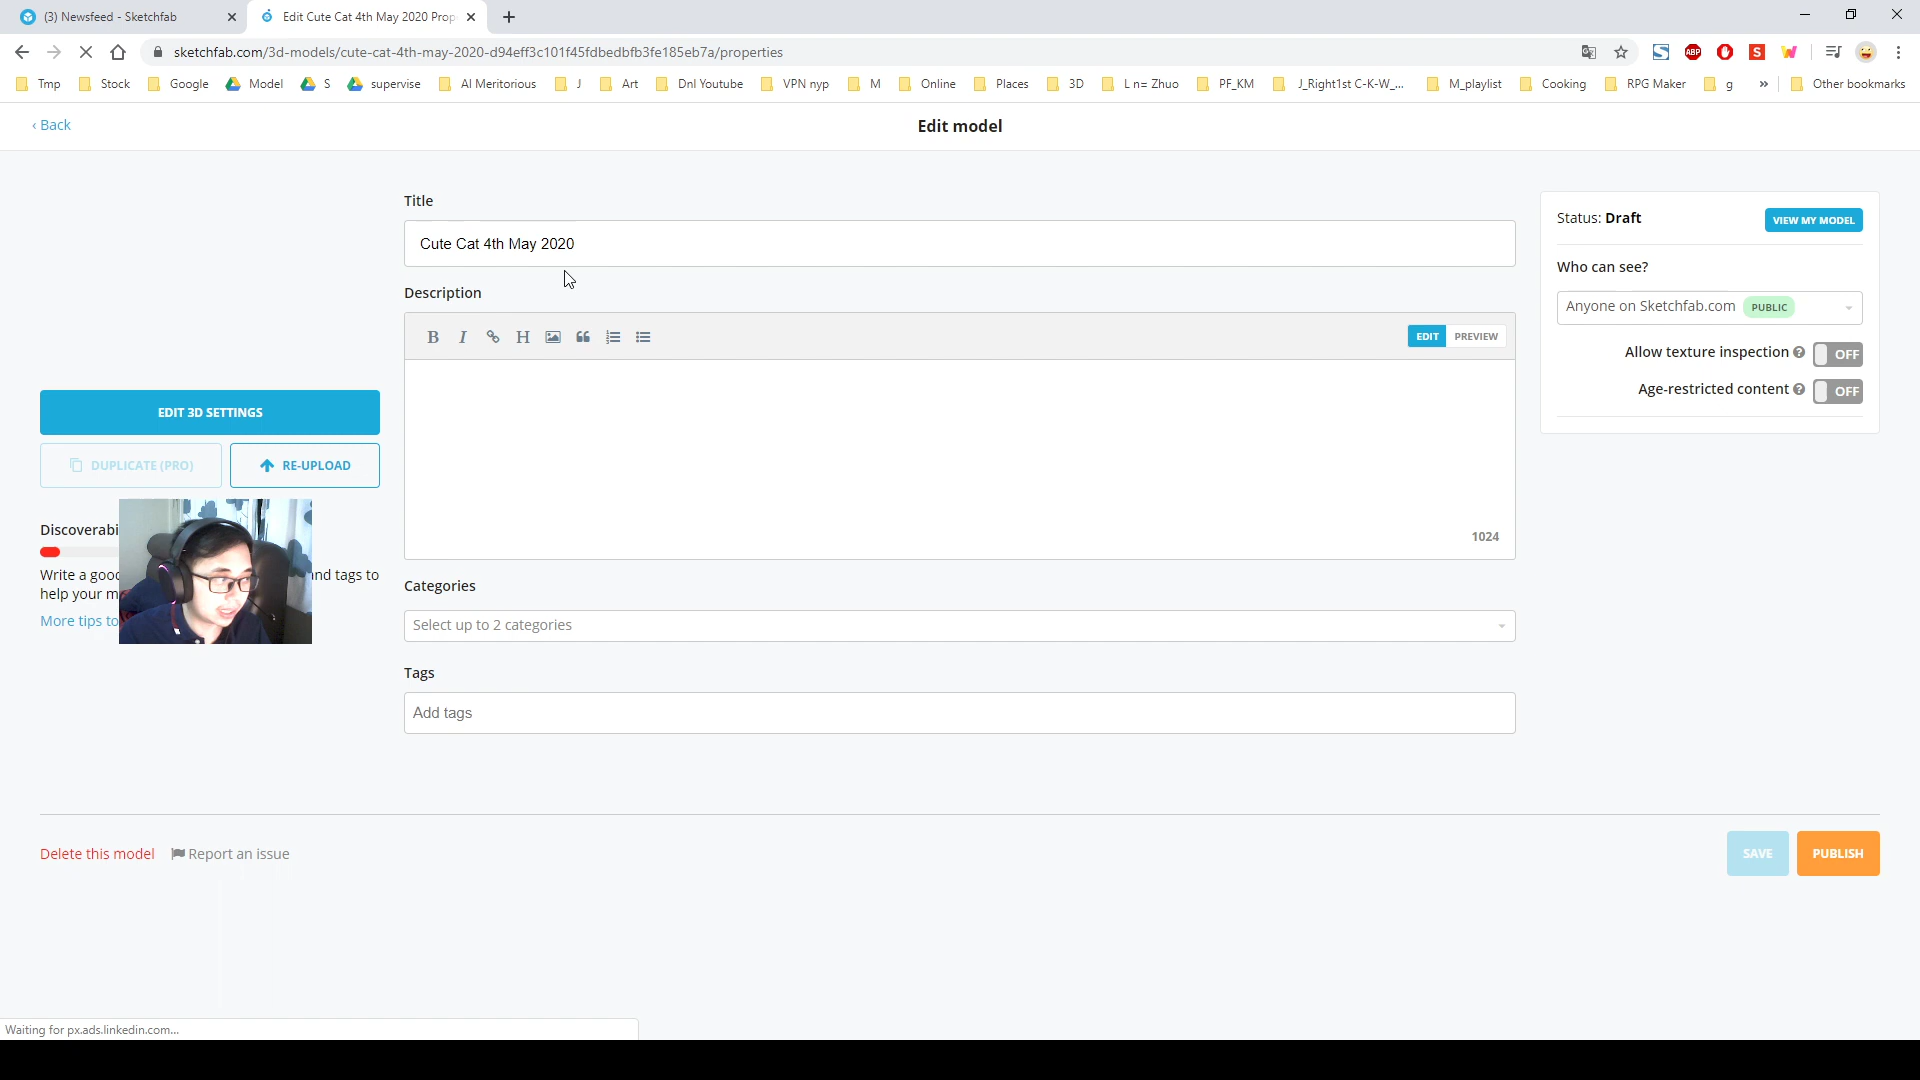 (3) Newsfeed - Sketchfab
Edit Cute Cat 4th May 2020 Prop
sketchfab.com/3d-models/cute-cat-4th-may-2020-d94eff3c101f45fdbedbfb3fe185eb7a/properties
ABP
S
Tmp
Stock
Google
Model
S
supervise
AI Meritorious
J
Art
Dnl Youtube
VPN nyp
M
Online
Places
3D
L n= Zhuo
PF_KM
J_Right1st C-K-W_...
M_playlist
Cooking
RPG Maker
g
»
Other bookmarks
‹ Back
Edit model
Title
Cute Cat 4th May 2020
Description
B I H
EDIT PREVIEW
1024
Categories
Select up to 2 categories
Tags
Add tags
EDIT 3D SETTINGS
DUPLICATE (PRO)
RE-UPLOAD
Discoverabi
Write a good nd tags to
help your m
More tips to
Status: Draft
VIEW MY MODEL
Who can see?
Anyone on Sketchfab.com PUBLIC
Allow texture inspection ? OFF
Age-restricted content ? OFF
Delete this model
Report an issue
SAVE
PUBLISH
Waiting for px.ads.linkedin.com...